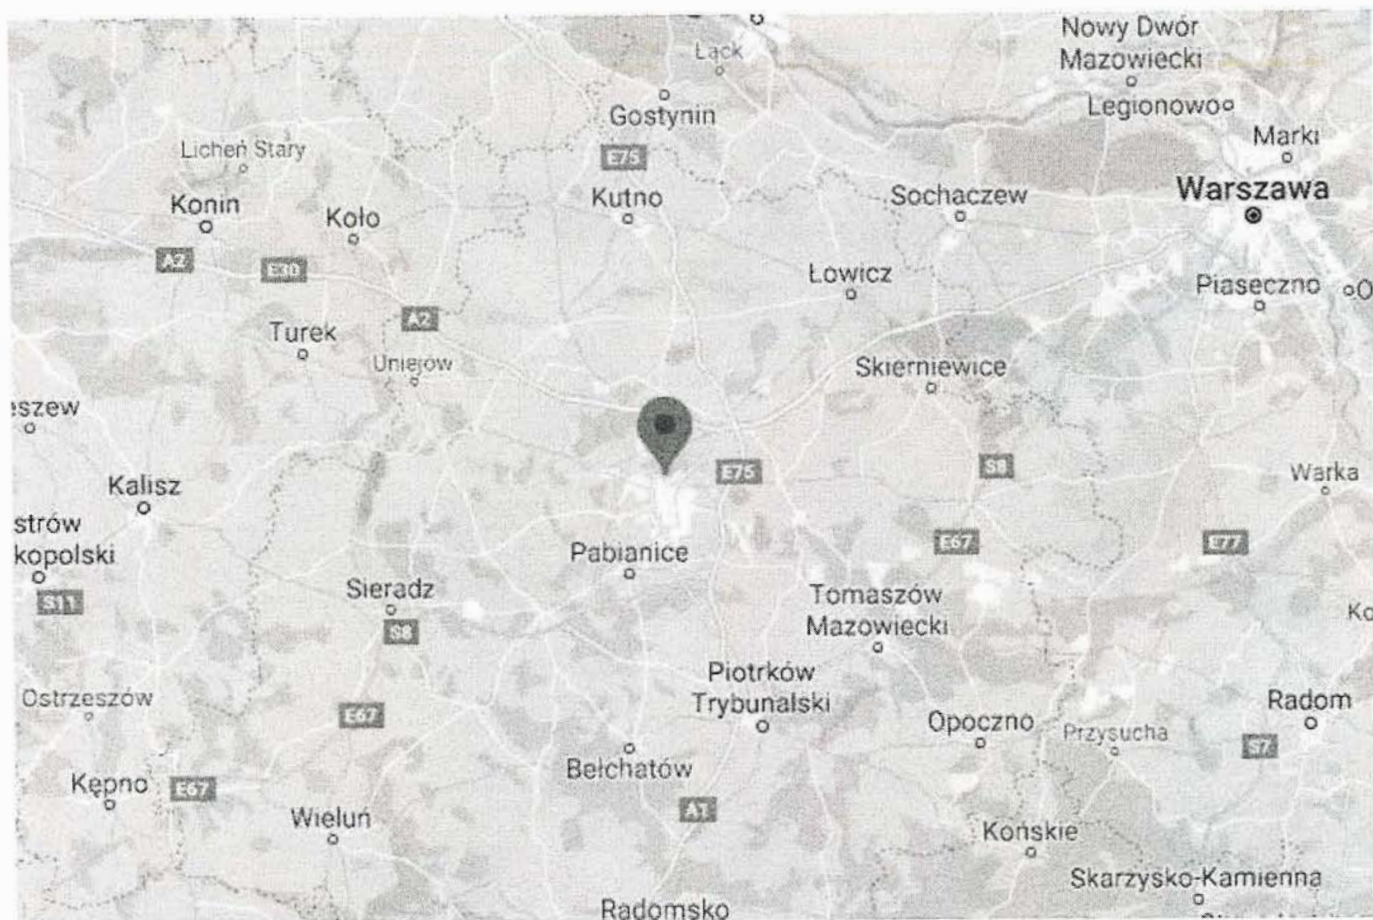 Nowy Dwór
Mazowiecki
Łąck
Gostynin
Legionowo
Marki
Licheń Stary
E75
Warszawa
Konin
Koło
Kutno
Sochaczew
A2
E30
Łowicz
Piaseczno
O
A2
Turek
Uniejów
Skierniewice
eszew
E75
S8
Warka
Kalisz
strów
kopolski
Pabianice
E67
E77
S11
Sieradz
Tomaszów
Mazowiecki
Ko
S8
Piotrków
Trybunalski
Ostrzeszów
E67
Opoczno
Przysucha
Radom
S7
Bełchatów
Kępno
E67
Wieluń
A1
Końskie
Skarżysko-Kamienna
Radomsko